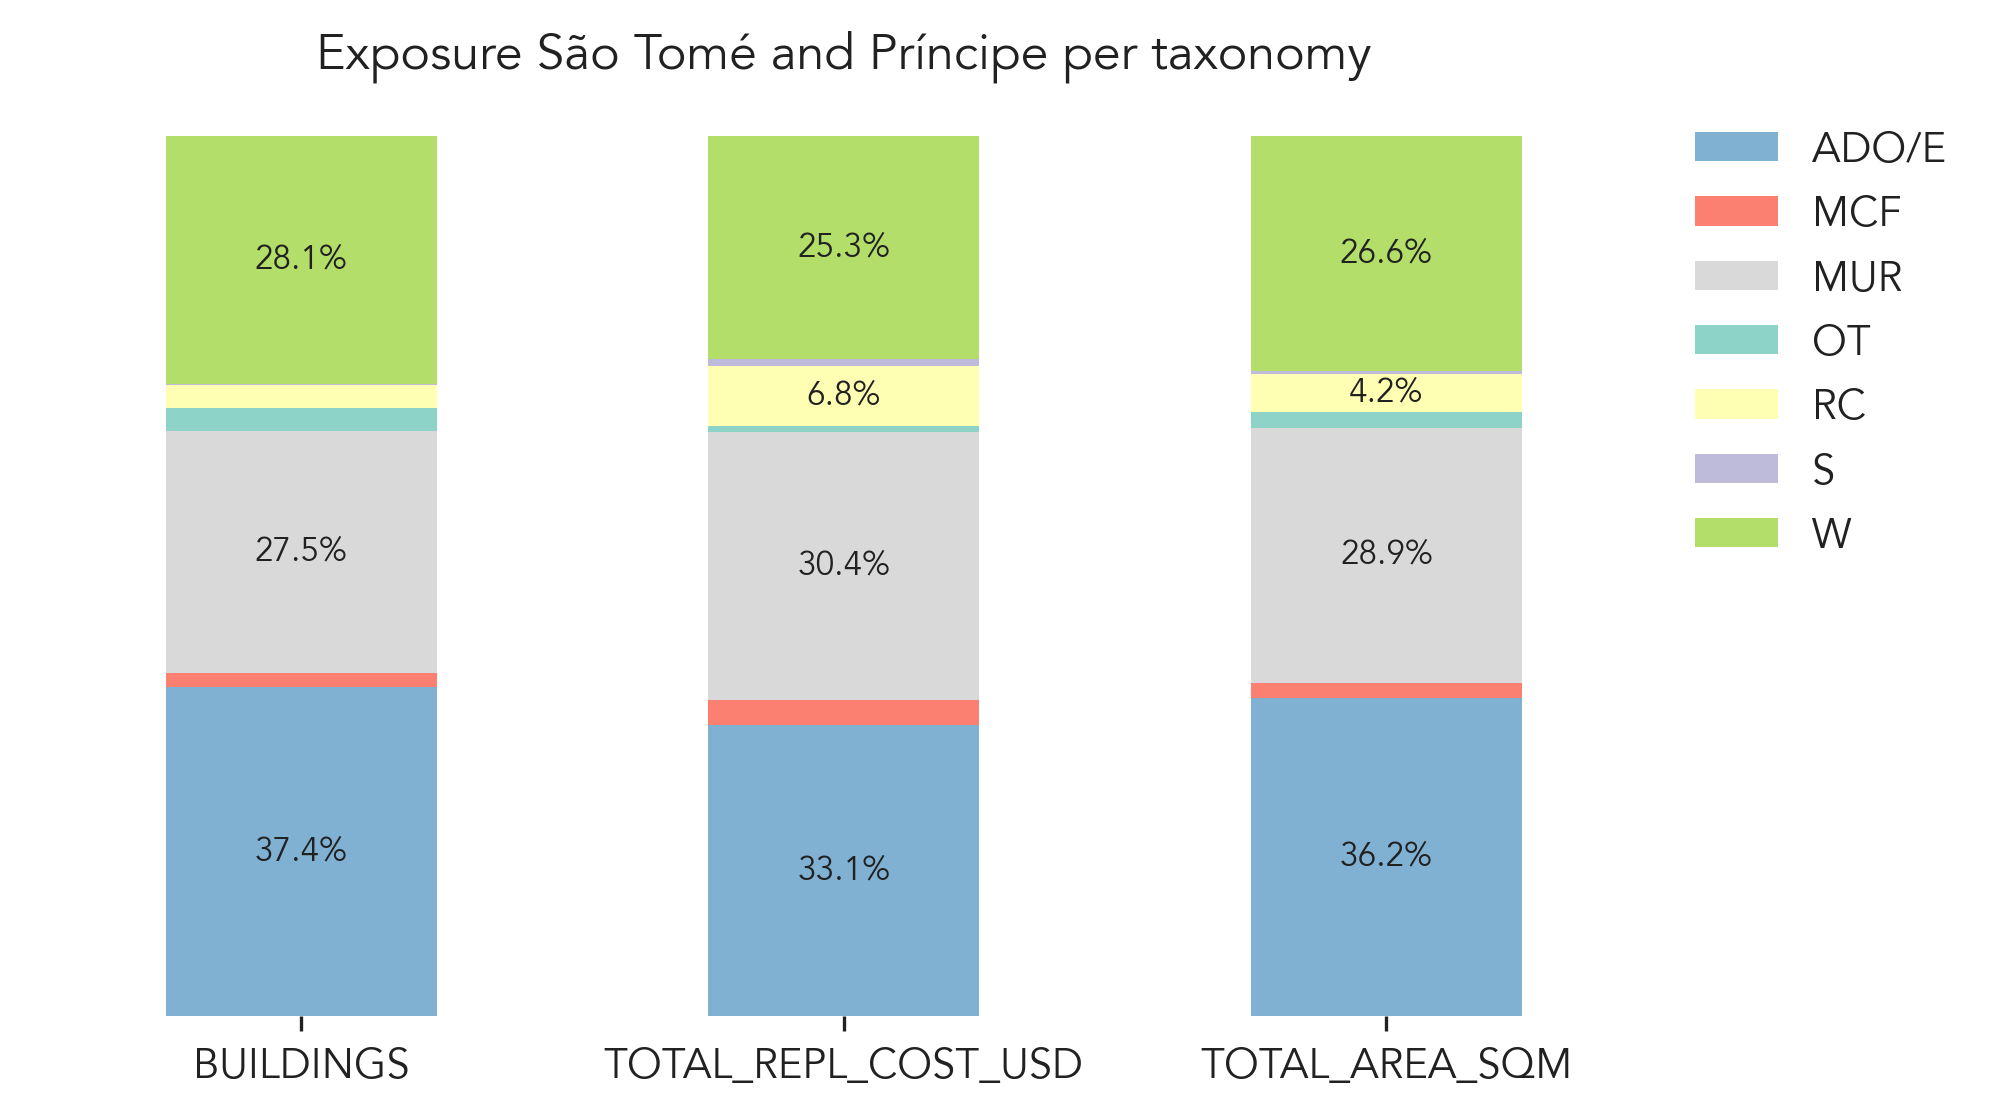 Exposure São Tomé and Príncipe per taxonomy
28.1%
27.5%
37.4%
25.3%
6.8%
30.4%
33.1%
26.6%
4.2%
28.9%
36.2%
BUILDINGS
TOTAL_REPL_COST_USD
TOTAL_AREA_SQM
ADO/E
MCF
MUR
OT
RC
S
W